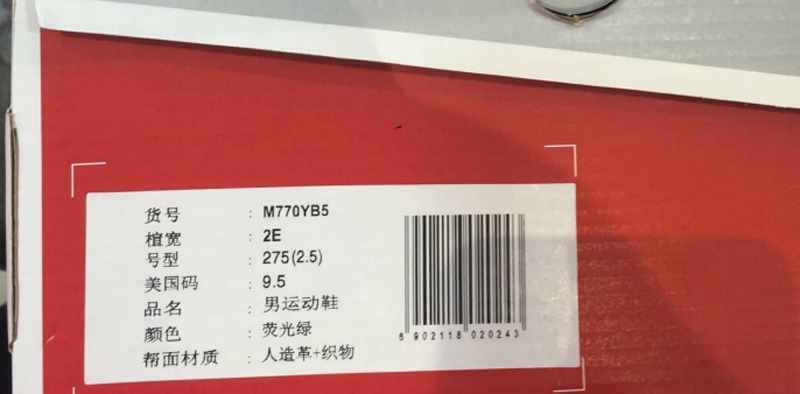 货号 : M770YB5
楦宽 : 2E
号型 : 275(2.5)
美国码 : 9.5
品名 : 男运动鞋
颜色 : 荧光绿
帮面材质 : 人造革+织物
6 902118 020243